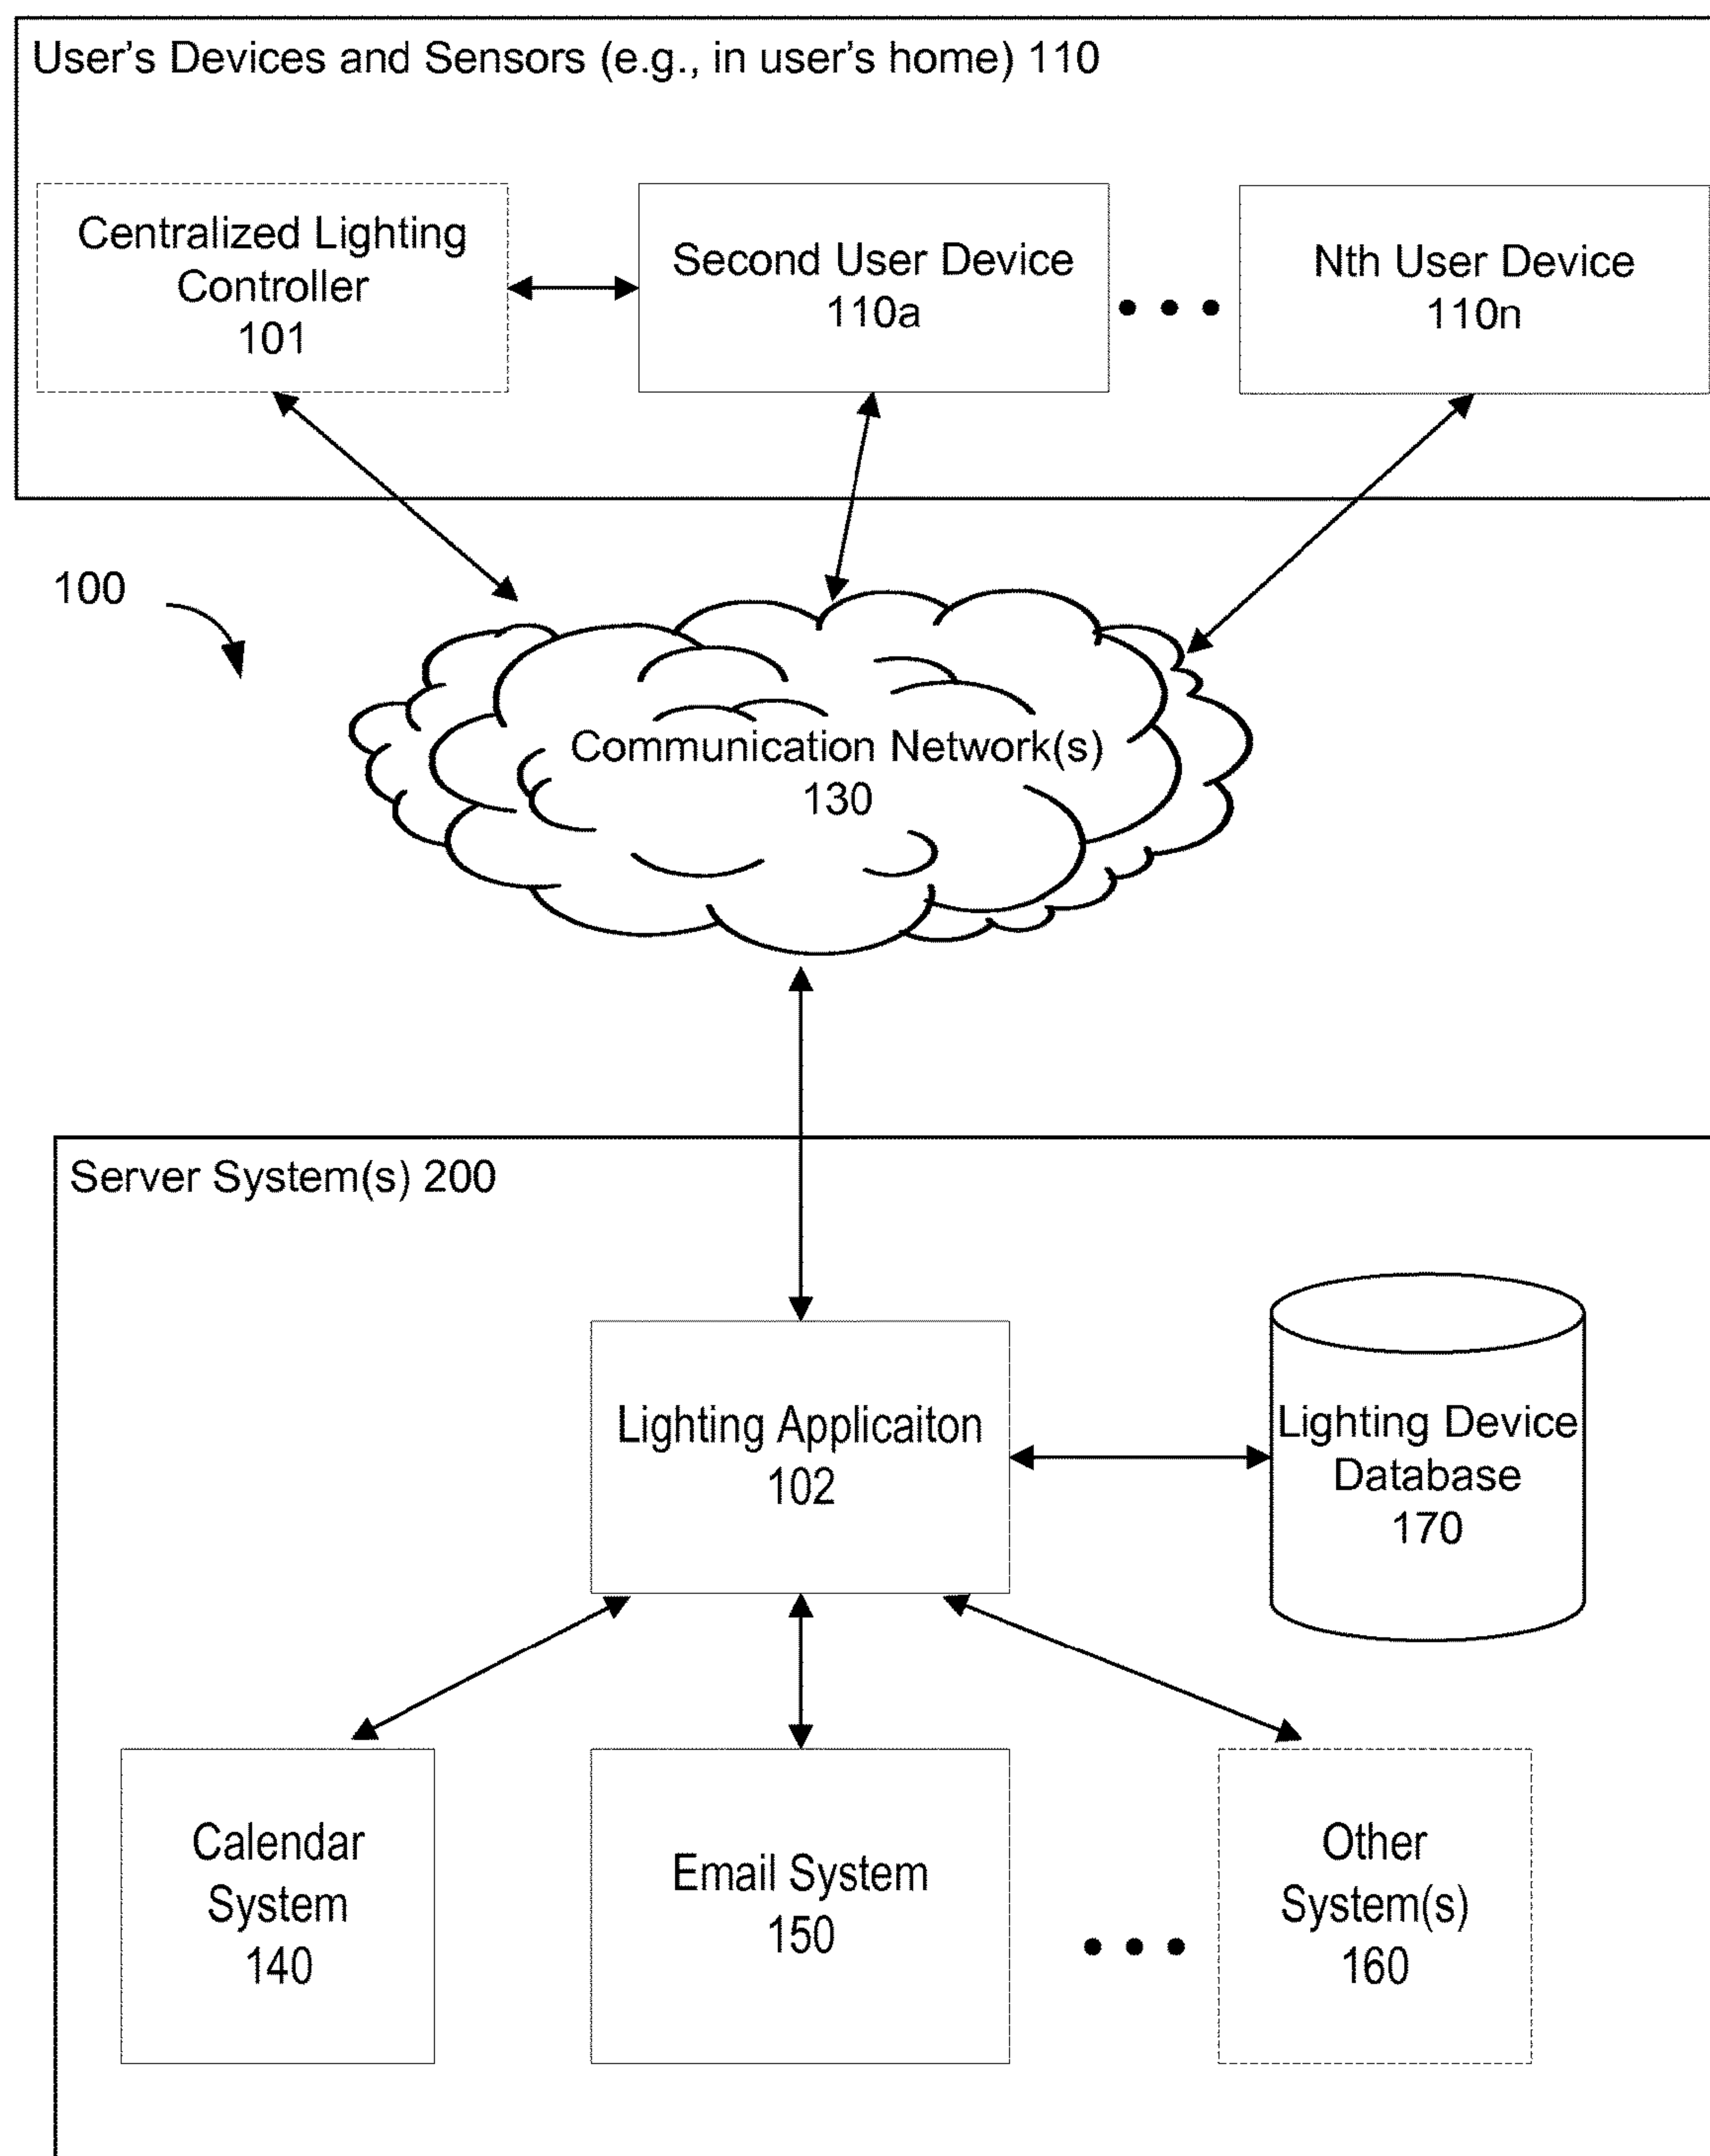 User's Devices and Sensors (e.g., in user's home) 110
Centralized Lighting
Controller
101
Second User Device
110a
Nth User Device
110n
100
Communication Network(s)
130
Server System(s) 200
Lighting Applicaiton
102
Lighting Device
Database
170
Calendar
System
140
Email System
150
Other
System(s)
160